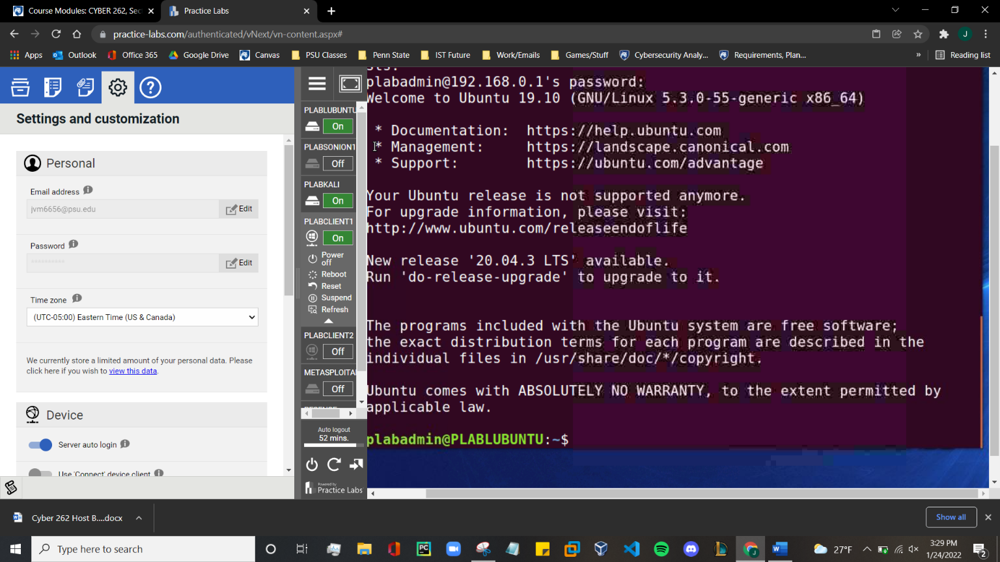 Course Modules: CYBER 262, Sec
Practice Labs
practice-labs.com/authenticated/vNext/vn-content.aspx#
J
Apps
Outlook
Office 365
Google Drive
Canvas
PSU Classes
Penn State
IST Future
Work/Emails
Games/Stuff
Cybersecurity Analy...
Requirements, Plan...
»
Reading list
Settings and customization
Personal
Email address
jvm6656@psu.edu
Edit
Password
**********
Edit
Time zone
(UTC-05:00) Eastern Time (US & Canada)
We currently store a limited amount of your personal data. Please
click here if you wish to view this data.
Device
Server auto login
Use 'Connect' device client
PLABLUBUNTU
On
PLABSONION1
Off
PLABKALI
On
PLABCLIENT1
On
Power
off
Reboot
Reset
Suspend
Refresh
PLABCLIENT2
Off
METASPLOITA
Off
Auto logout
52 mins.
Powered by
Practice Labs
plabadmin@192.168.0.1's password:
Welcome to Ubuntu 19.10 (GNU/Linux 5.3.0-55-generic x86_64)
* Documentation:  https://help.ubuntu.com
* Management:     https://landscape.canonical.com
* Support:        https://ubuntu.com/advantage
Your Ubuntu release is not supported anymore.
For upgrade information, please visit:
http://www.ubuntu.com/releaseendoflife
New release '20.04.3 LTS' available.
Run 'do-release-upgrade' to upgrade to it.
The programs included with the Ubuntu system are free software;
the exact distribution terms for each program are described in the
individual files in /usr/share/doc/*/copyright.
Ubuntu comes with ABSOLUTELY NO WARRANTY, to the extent permitted by
applicable law.
plabadmin@PLABLUBUNTU:~$
Cyber 262 Host B....docx
Show all
Type here to search
27°F
3:29 PM
1/24/2022
2